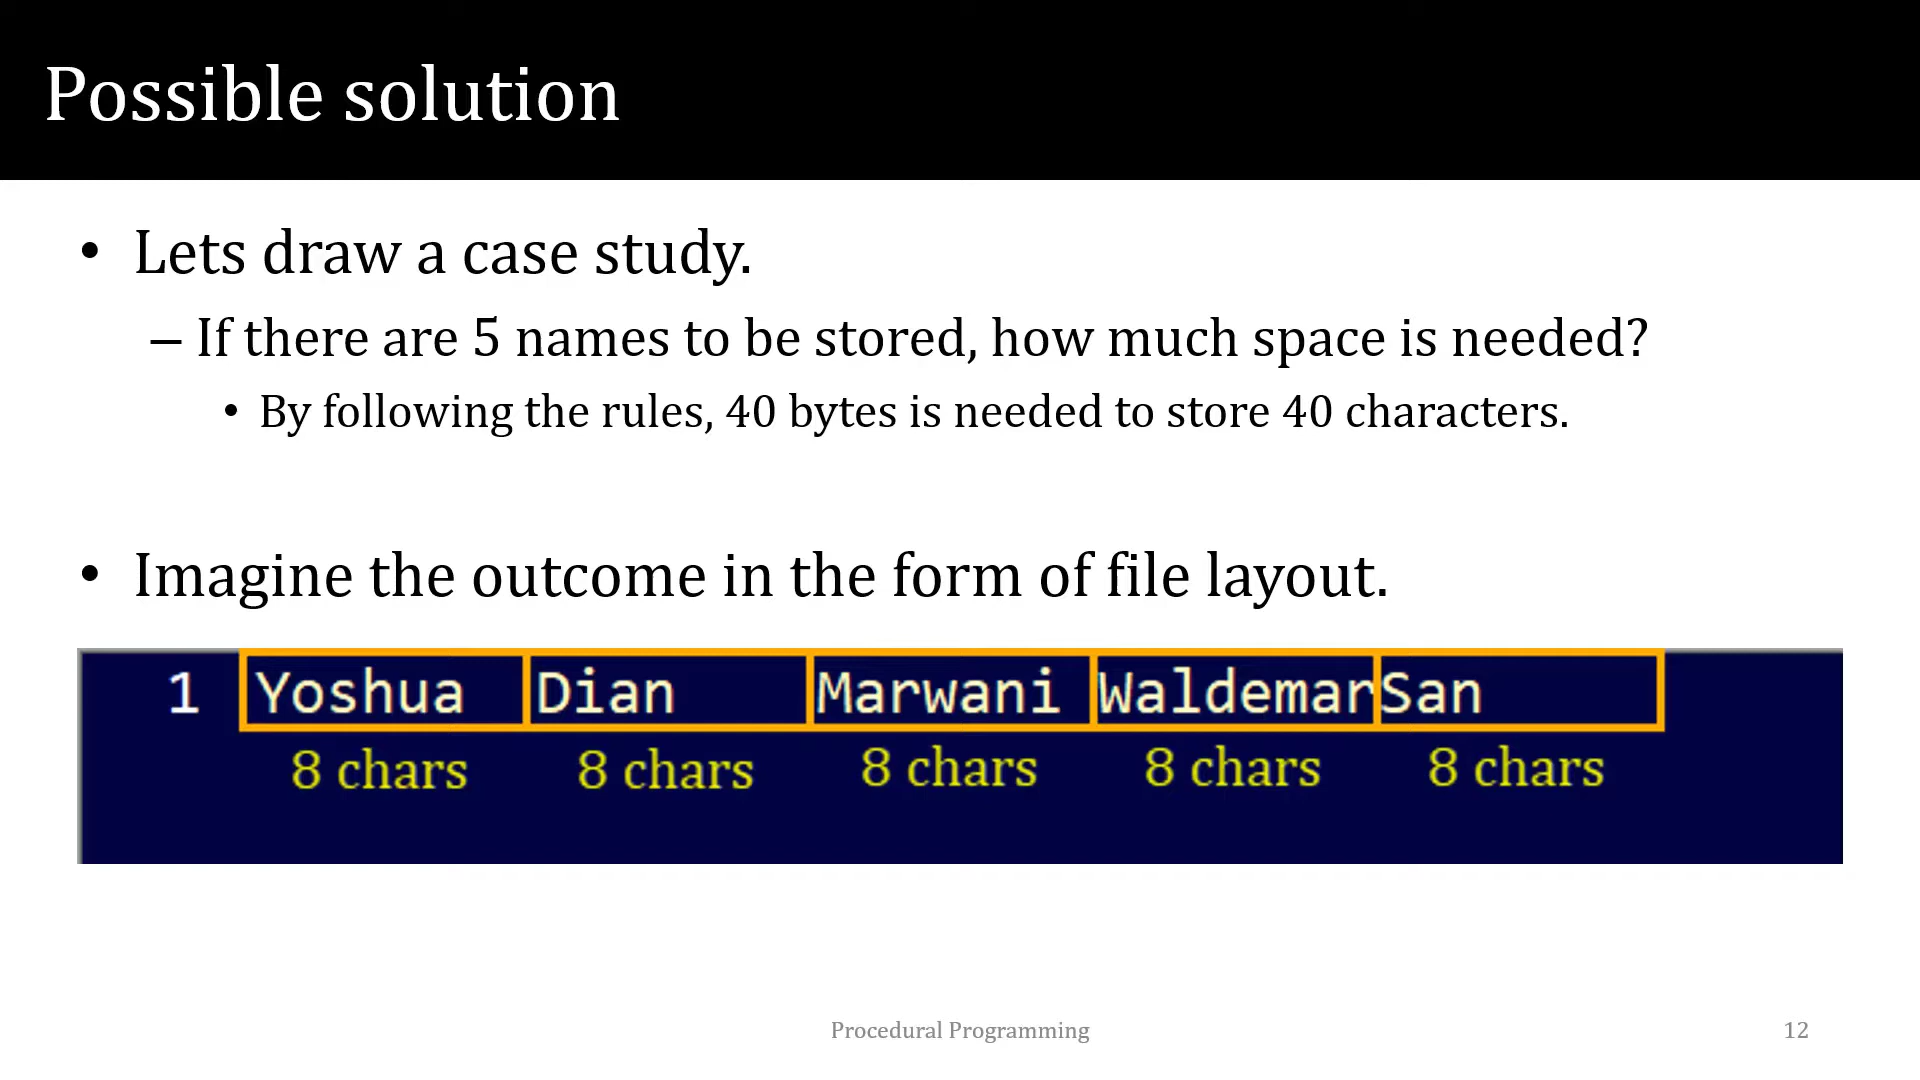 Possible solution
• Lets draw a case study.
– If there are 5 names to be stored, how much space is needed?
• By following the rules, 40 bytes is needed to store 40 characters.
• Imagine the outcome in the form of file layout.
1 Yoshua Dian Marwani Waldemar San
8 chars 8 chars 8 chars 8 chars 8 chars
Procedural Programming 12